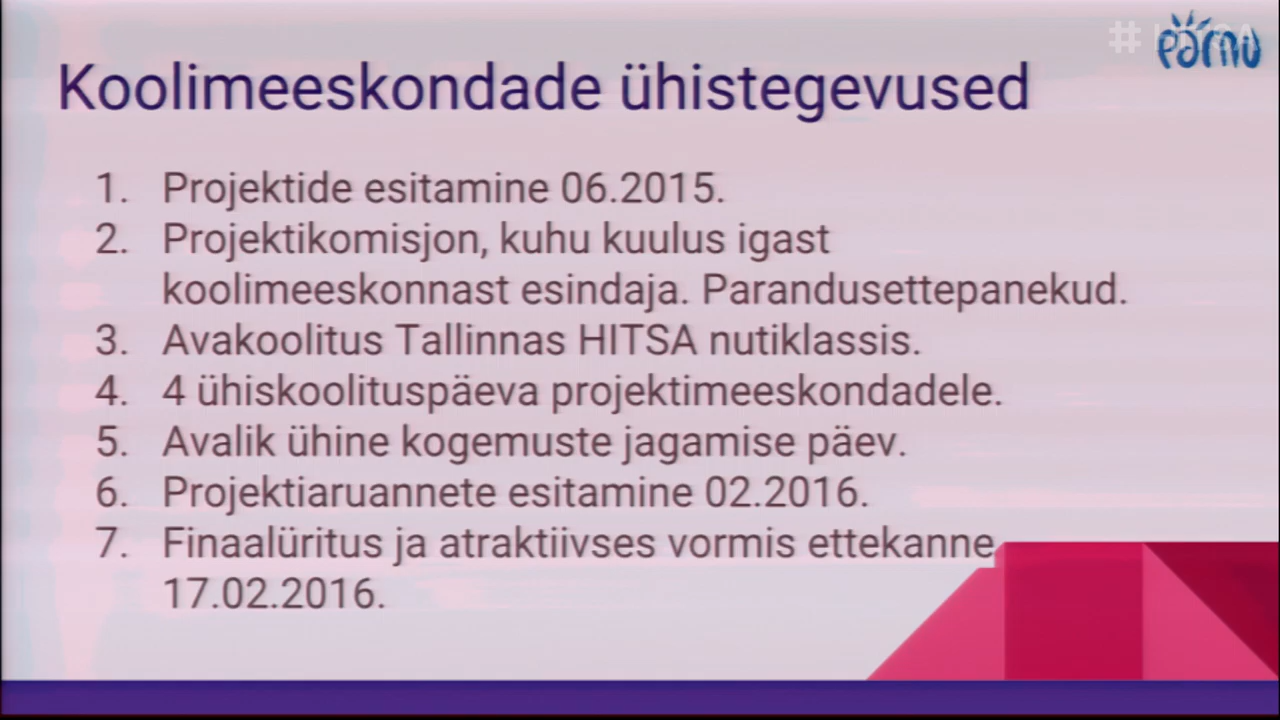 Pärnu
Koolimeeskondade ühistegevused
1. Projektide esitamine 06.2015.
2. Projektikomisjon, kuhu kuulus igast
koolimeeskonnast esindaja. Parandusettepanekud.
3. Avakoolitus Tallinnas HITSA nutiklassis.
4. 4 ühiskoolituspäeva projektimeeskondadele.
5. Avalik ühine kogemuste jagamise päev.
6. Projektiaruannete esitamine 02.2016.
7. Finaalüritus ja atraktiivses vormis ettekanne
17.02.2016.